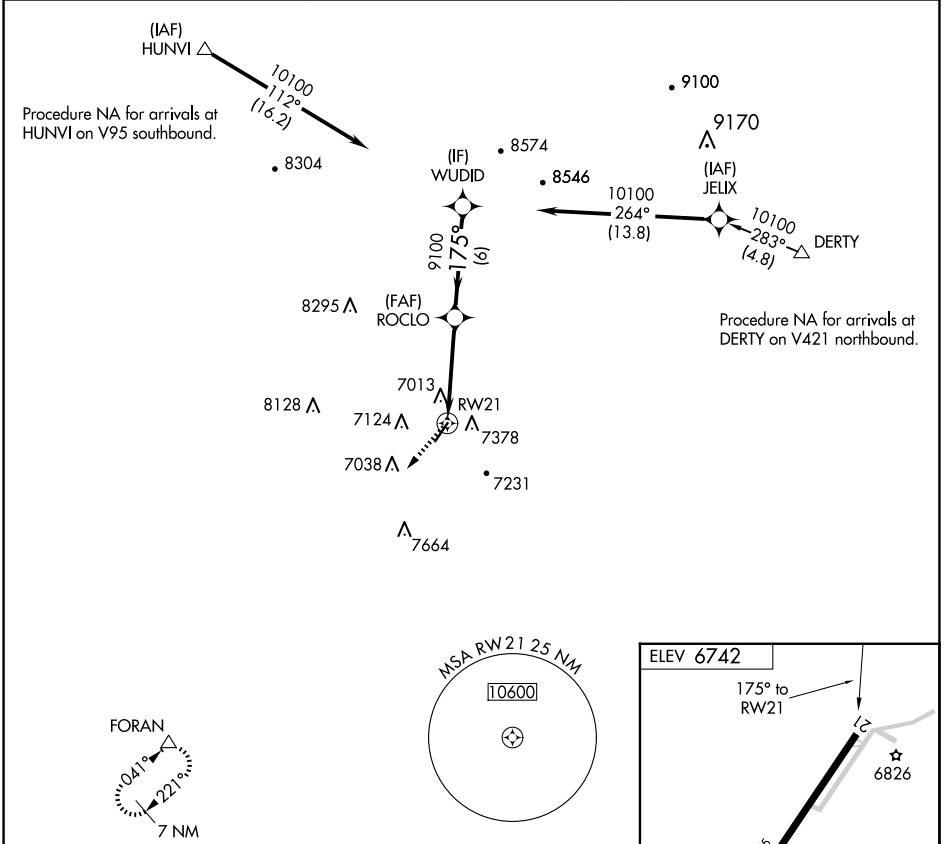 (IAF)
HUNVI
10100
112°
(16.2)
Procedure NA for arrivals at
HUNVI on V95 southbound.
8304
9100
9170
(IAF)
JELIX
8574
8546
(IF)
WUDID
10100
264°
(13.8)
10100
283°
(4.8)
DERTY
9100
175°
(6)
8295
(FAF)
ROCLO
Procedure NA for arrivals at
DERTY on V421 northbound.
7013
RW21
8128
7124
7378
7038
7231
7664
MSA RW21 25 NM
10600
FORAN
041°
221°
7 NM
ELEV 6742
175° to
RW21
21
6826